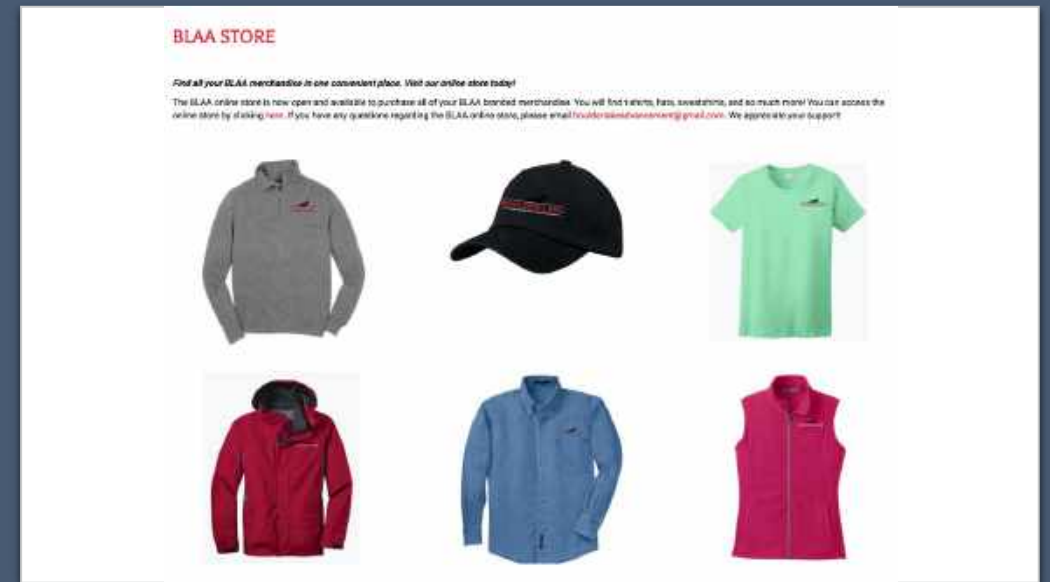 BLAA STORE
Find all your BLAA merchandise in one convenient place. Visit our online store today!
The BLAA online store is now open and available to purchase all of your BLAA branded merchandise. You will find t-shirts, hats, sweatshirts, and so much more! You can access the
online store by clicking here. If you have any questions regarding the BLAA online store, please email boulderlakeadvancement@gmail.com. We appreciate your support!